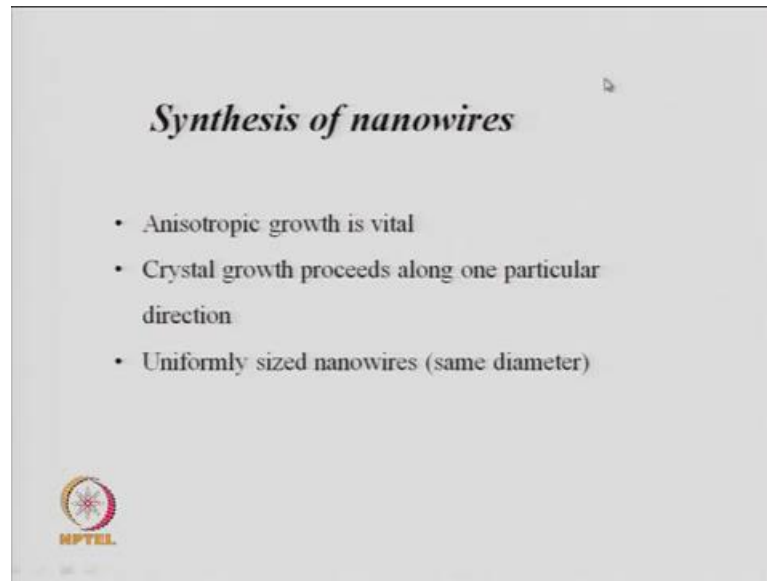 Synthesis of nanowires
• Anisotropic growth is vital
• Crystal growth proceeds along one particular
direction
• Uniformly sized nanowires (same diameter)
NPTEL